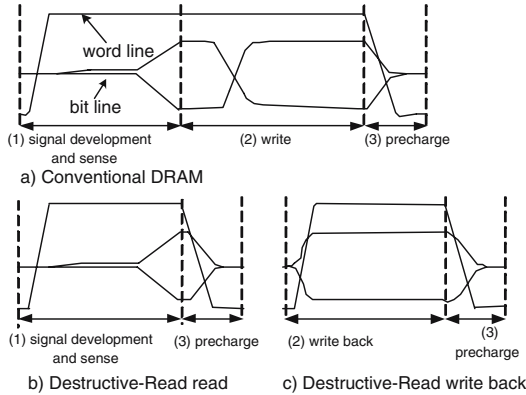 word line
bit line
(1) signal development
and sense
(2) write
(3) precharge
a) Conventional DRAM
(1) signal development
and sense
(3) precharge
(2) write back
(3)
precharge
b) Destructive-Read read
c) Destructive-Read write back